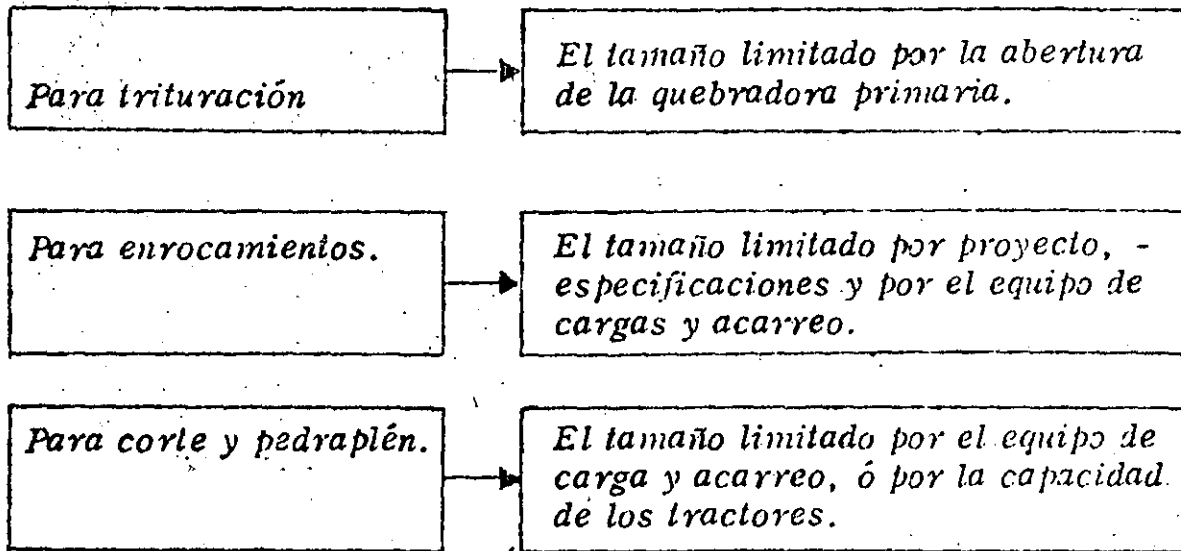 Para trituración
El tamaño limitado por la abertura
de la quebradora primaria.
Para enrocamientos.
El tamaño limitado por proyecto, -
especificaciones y por el equipo de
cargas y acarreo.
Para corte y pedraplén.
El tamaño limitado por el equipo de
carga y acarreo, ó por la capacidad
de los tractores.